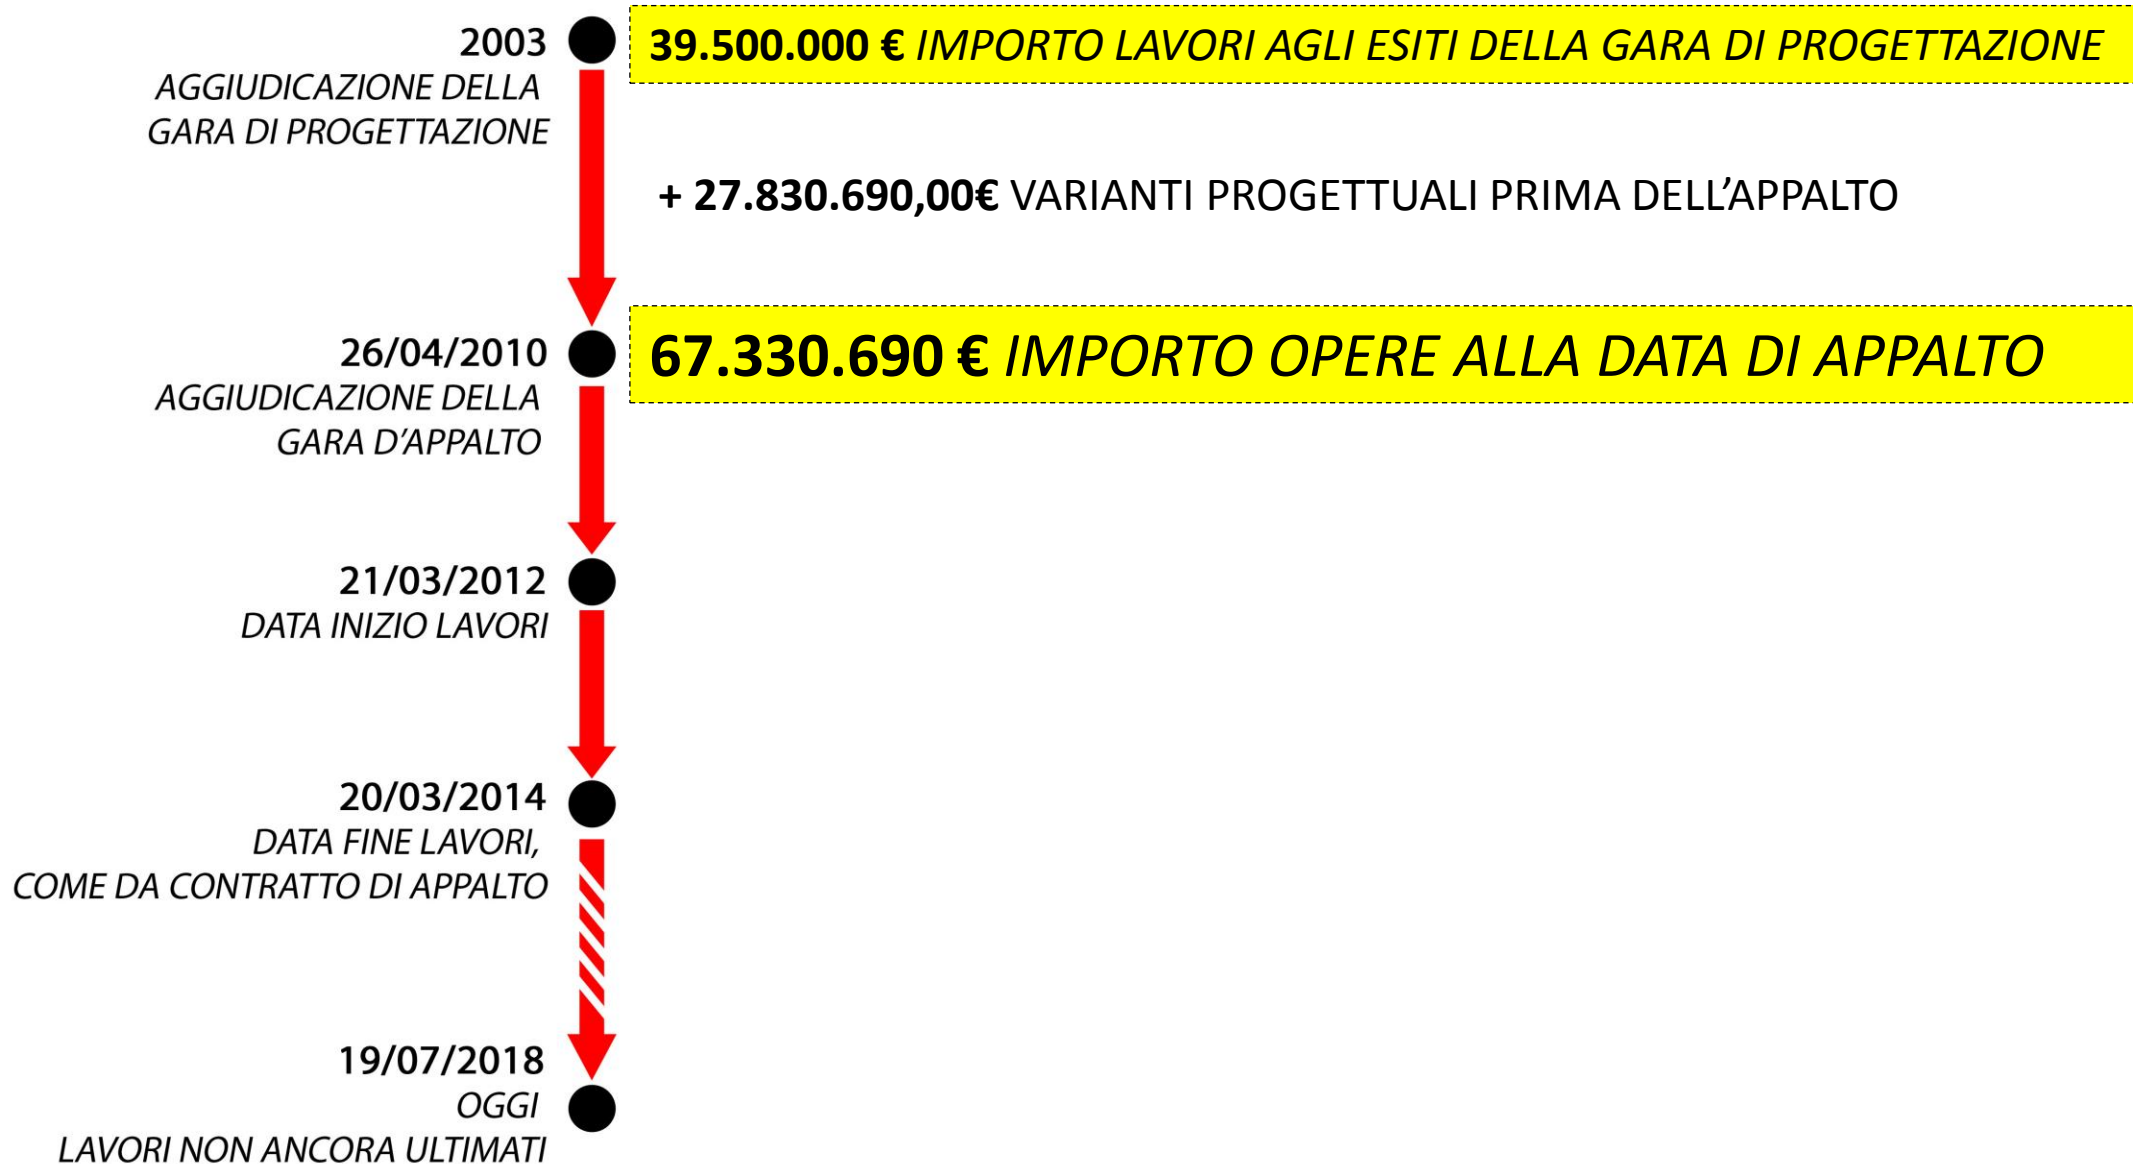 2003
AGGIUDICAZIONE DELLA
GARA DI PROGETTAZIONE
39.500.000 € IMPORTO LAVORI AGLI ESITI DELLA GARA DI PROGETTAZIONE
+ 27.830.690,00€ VARIANTI PROGETTUALI PRIMA DELL’APPALTO
26/04/2010
AGGIUDICAZIONE DELLA
GARA D’APPALTO
67.330.690 € IMPORTO OPERE ALLA DATA DI APPALTO
21/03/2012
DATA INIZIO LAVORI
20/03/2014
DATA FINE LAVORI,
COME DA CONTRATTO DI APPALTO
19/07/2018
OGGI
LAVORI NON ANCORA ULTIMATI